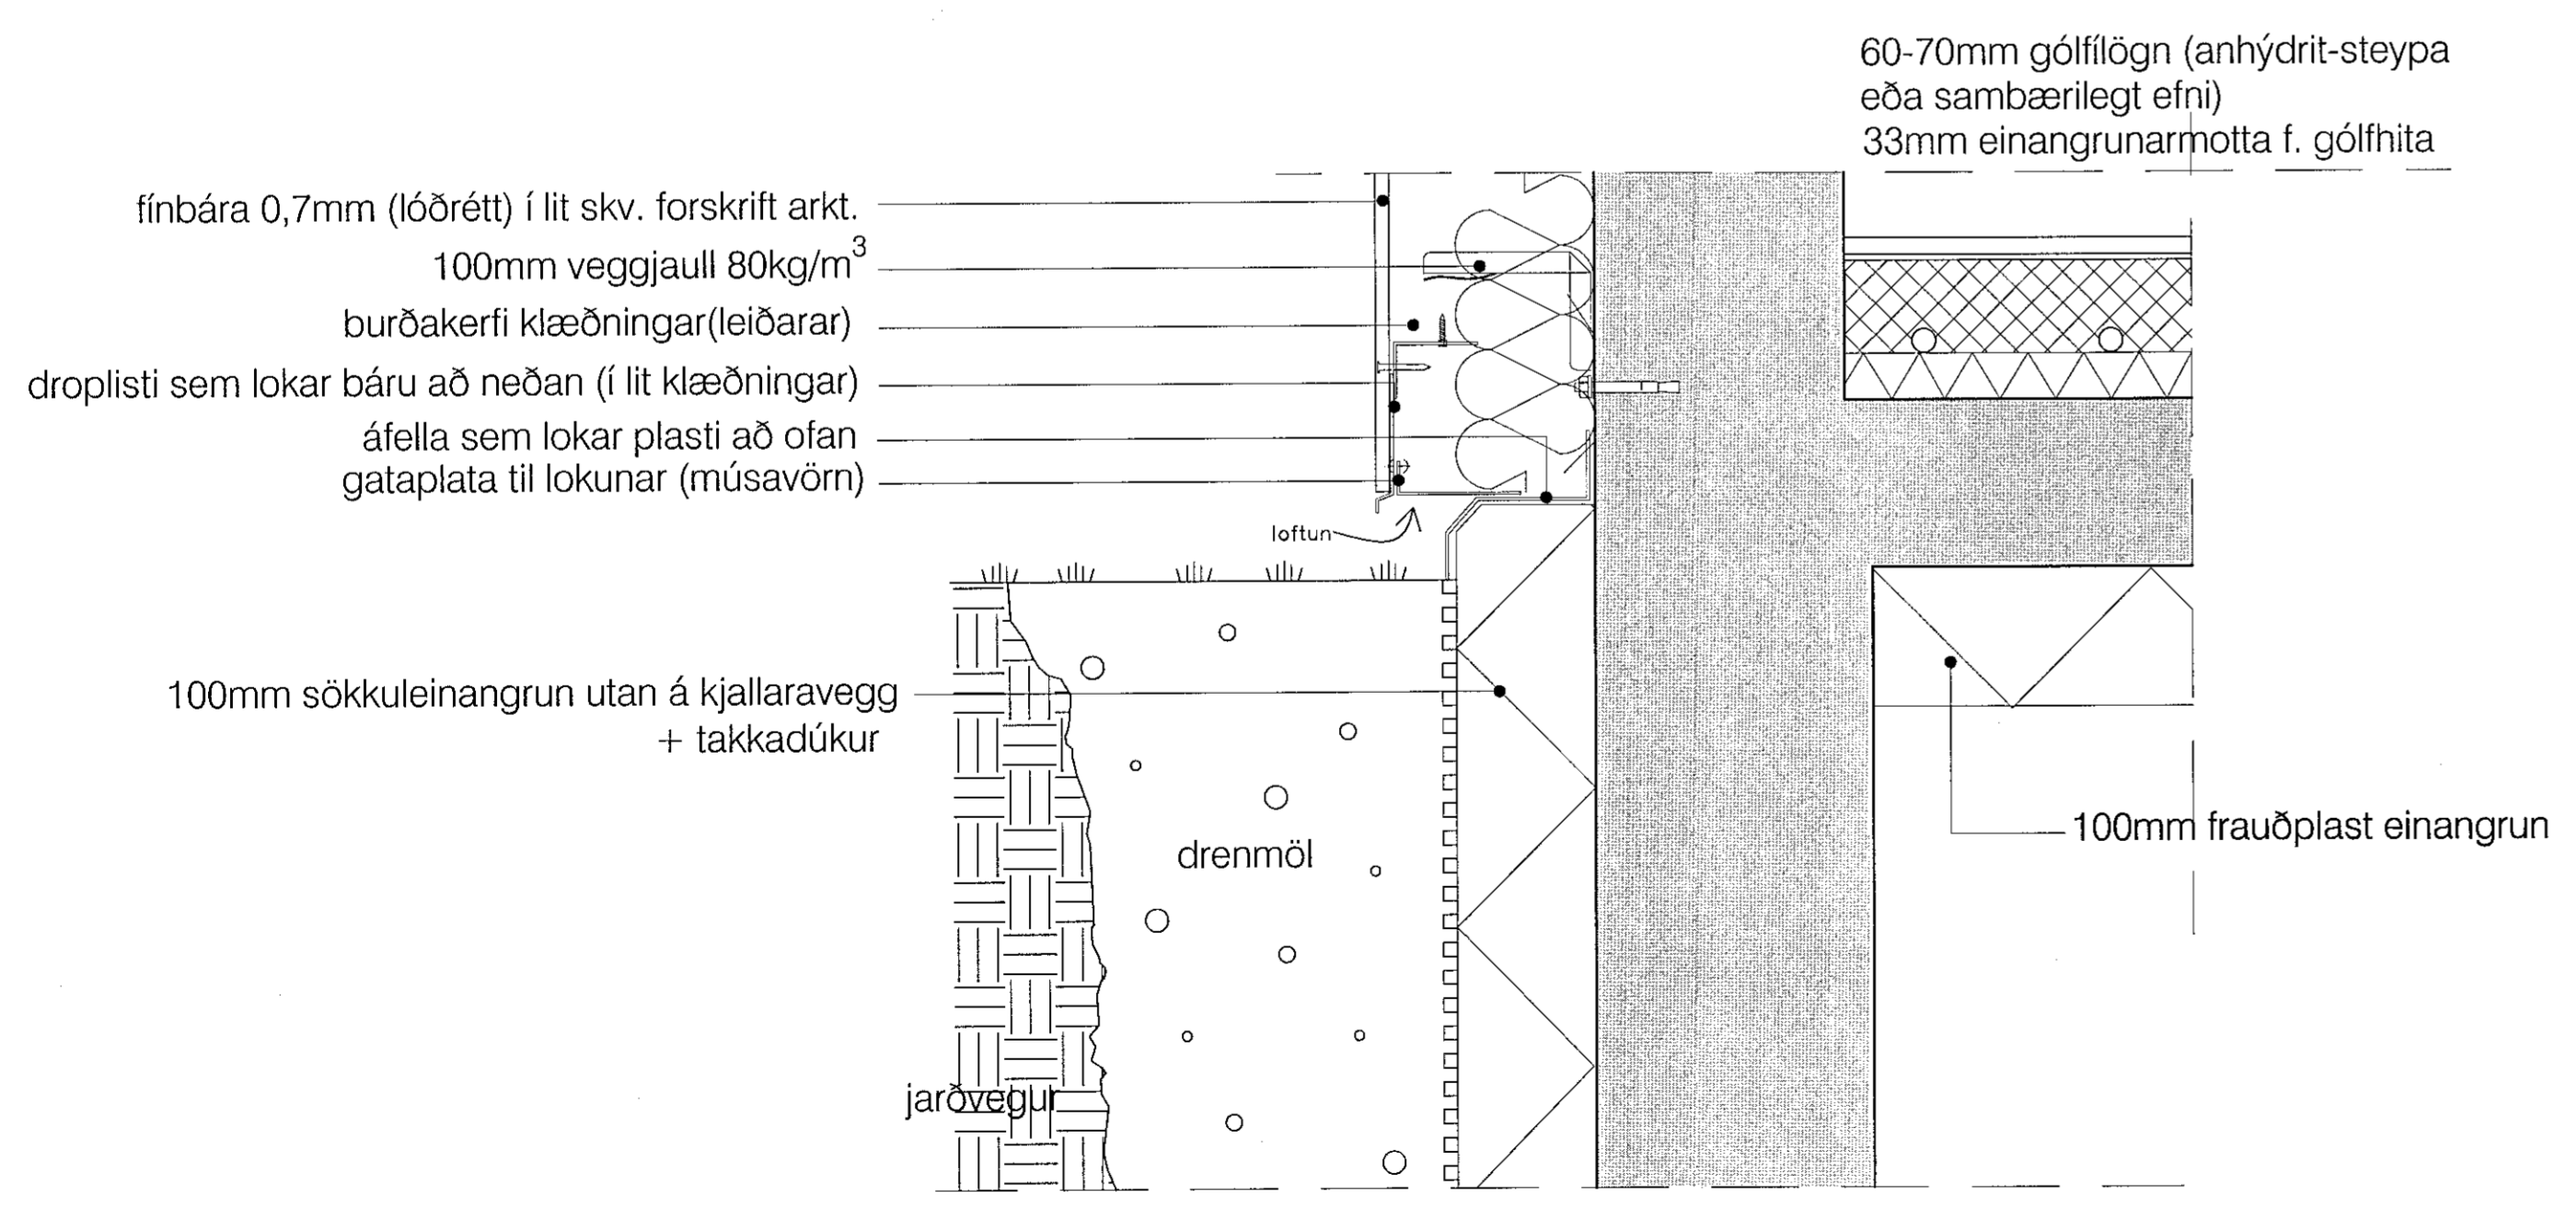 60-70mm gólfílögn (anhýdrit-steypa
eða sambærilegt efni)
33mm einangrunarmotta f. gólfhita
fínbára 0,7mm (lóðrétt) í lit skv. forskrift arkt.
100mm veggjaull 80kg/m³
burðakerfi klæðningar(leiðarar)
droplisti sem lokar báru að neðan (í lit klæðningar)
áfella sem lokar plasti að ofan
gataplata til lokunar (músavörn)
loftun
100mm sökkuleinangrun utan á kjallaravegg
+ takkadúkur
100mm frauðplast einangrun
drenmöl
jarðvegur